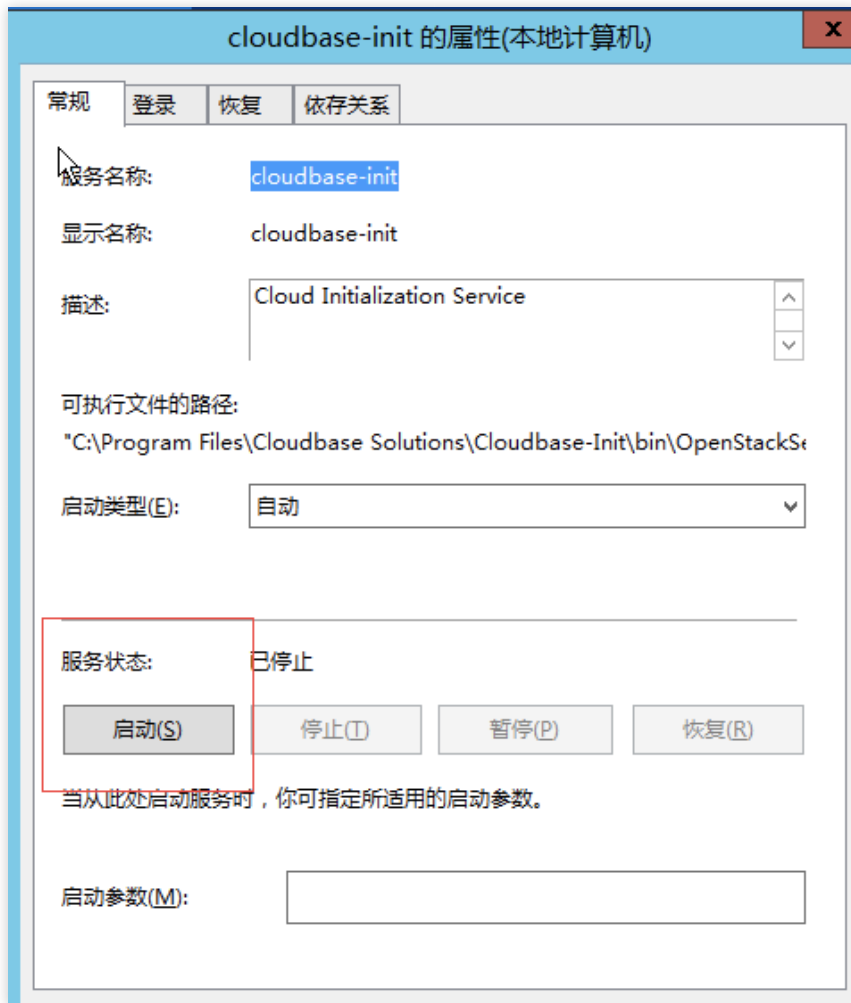 cloudbase-init 的属性(本地计算机)
x
常规 登录 恢复 依存关系
服务名称: cloudbase-init
显示名称: cloudbase-init
描述: Cloud Initialization Service
可执行文件的路径:
"C:\Program Files\Cloudbase Solutions\Cloudbase-Init\bin\OpenStackSe
启动类型(E): 自动
服务状态: 已停止
启动(S) 停止(T) 暂停(P) 恢复(R)
当从此处启动服务时，你可指定所适用的启动参数。
启动参数(M):